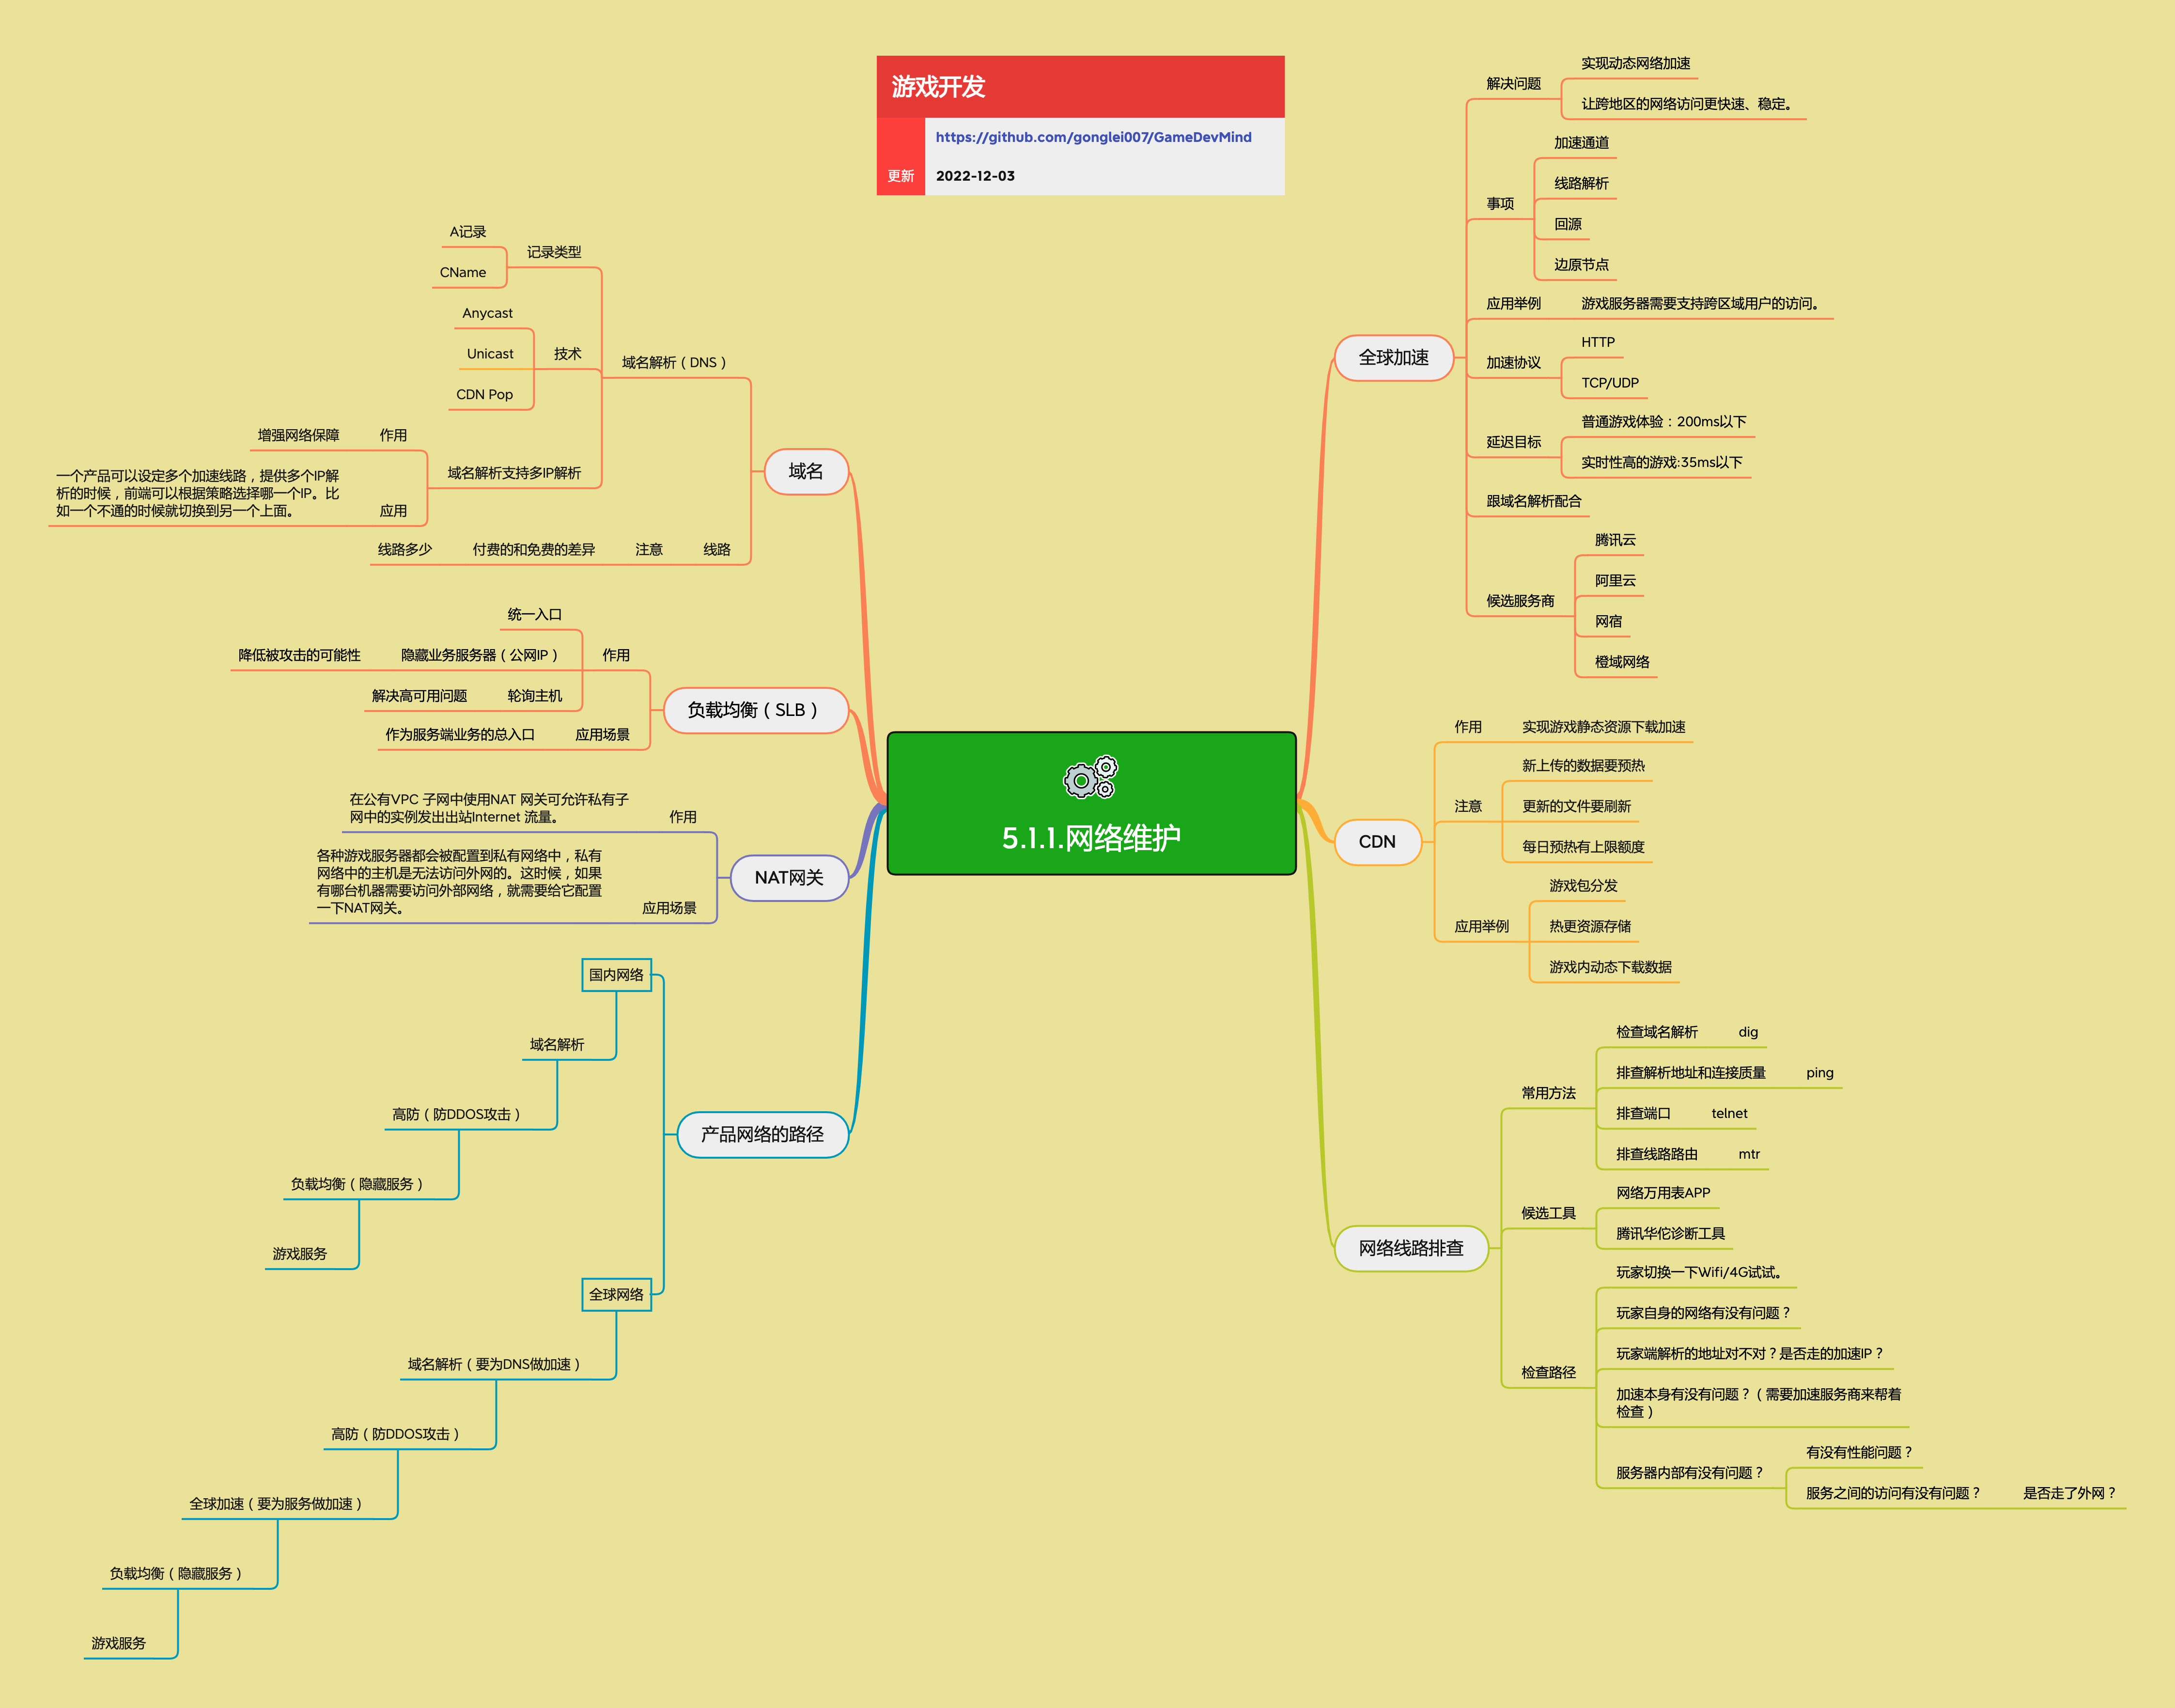 游戏开发
https://github.com/gonglei007/GameDevMind
更新
2022-12-03
5.1.1.网络维护
全球加速
解决问题
实现动态网络加速
让跨地区的网络访问更快速、稳定。
事项
加速通道
线路解析
回源
边原节点
应用举例
游戏服务器需要支持跨区域用户的访问。
加速协议
HTTP
TCP/UDP
延迟目标
普通游戏体验：200ms以下
实时性高的游戏:35ms以下
跟域名解析配合
候选服务商
腾讯云
阿里云
网宿
橙域网络
CDN
作用
实现游戏静态资源下载加速
注意
新上传的数据要预热
更新的文件要刷新
每日预热有上限额度
应用举例
游戏包分发
热更资源存储
游戏内动态下载数据
网络线路排查
常用方法
检查域名解析
dig
排查解析地址和连接质量
ping
排查端口
telnet
排查线路路由
mtr
候选工具
网络万用表APP
腾讯华佗诊断工具
检查路径
玩家切换一下Wifi/4G试试。
玩家自身的网络有没有问题？
玩家端解析的地址对不对？是否走的加速IP？
加速本身有没有问题？（需要加速服务商来帮着
检查）
服务器内部有没有问题？
有没有性能问题？
服务之间的访问有没有问题？
是否走了外网？
域名
域名解析（DNS）
记录类型
A记录
CName
技术
Anycast
Unicast
CDN Pop
域名解析支持多IP解析
作用
增强网络保障
应用
一个产品可以设定多个加速线路，提供多个IP解
析的时候，前端可以根据策略选择哪一个IP。比
如一个不通的时候就切换到另一个上面。
线路
注意
付费的和免费的差异
线路多少
负载均衡（SLB）
作用
统一入口
隐藏业务服务器（公网IP）
降低被攻击的可能性
轮询主机
解决高可用问题
应用场景
作为服务端业务的总入口
NAT网关
作用
在公有VPC 子网中使用NAT 网关可允许私有子
网中的实例发出出站Internet 流量。
应用场景
各种游戏服务器都会被配置到私有网络中，私有
网络中的主机是无法访问外网的。这时候，如果
有哪台机器需要访问外部网络，就需要给它配置
一下NAT网关。
产品网络的路径
国内网络
域名解析
高防（防DDOS攻击）
负载均衡（隐藏服务）
游戏服务
全球网络
域名解析（要为DNS做加速）
高防（防DDOS攻击）
全球加速（要为服务做加速）
负载均衡（隐藏服务）
游戏服务